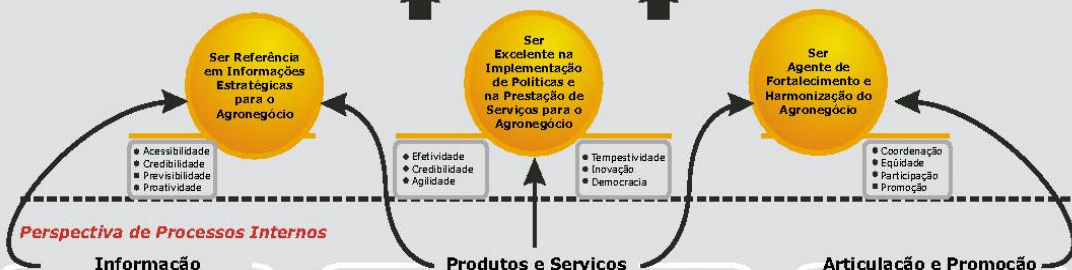 Ser Referência
em Informações
Estratégicas
para o
Agronegócio
Ser
Excelente na
Implementação
de Políticas e
na Prestação de
Serviços para o
Agronegócio
Ser
Agente de
Fortalecimento e
Harmonização do
Agronegócio
Acessibilidade
Credibilidade
Previsibilidade
Proatividade
Efetividade
Credibilidade
Agilidade
Tempestividade
Inovação
Democracia
Coordenação
Eqüidade
Participação
Promoção
Perspectiva de Processos Internos
Informação
Produtos e Serviços
Articulação e Promoção